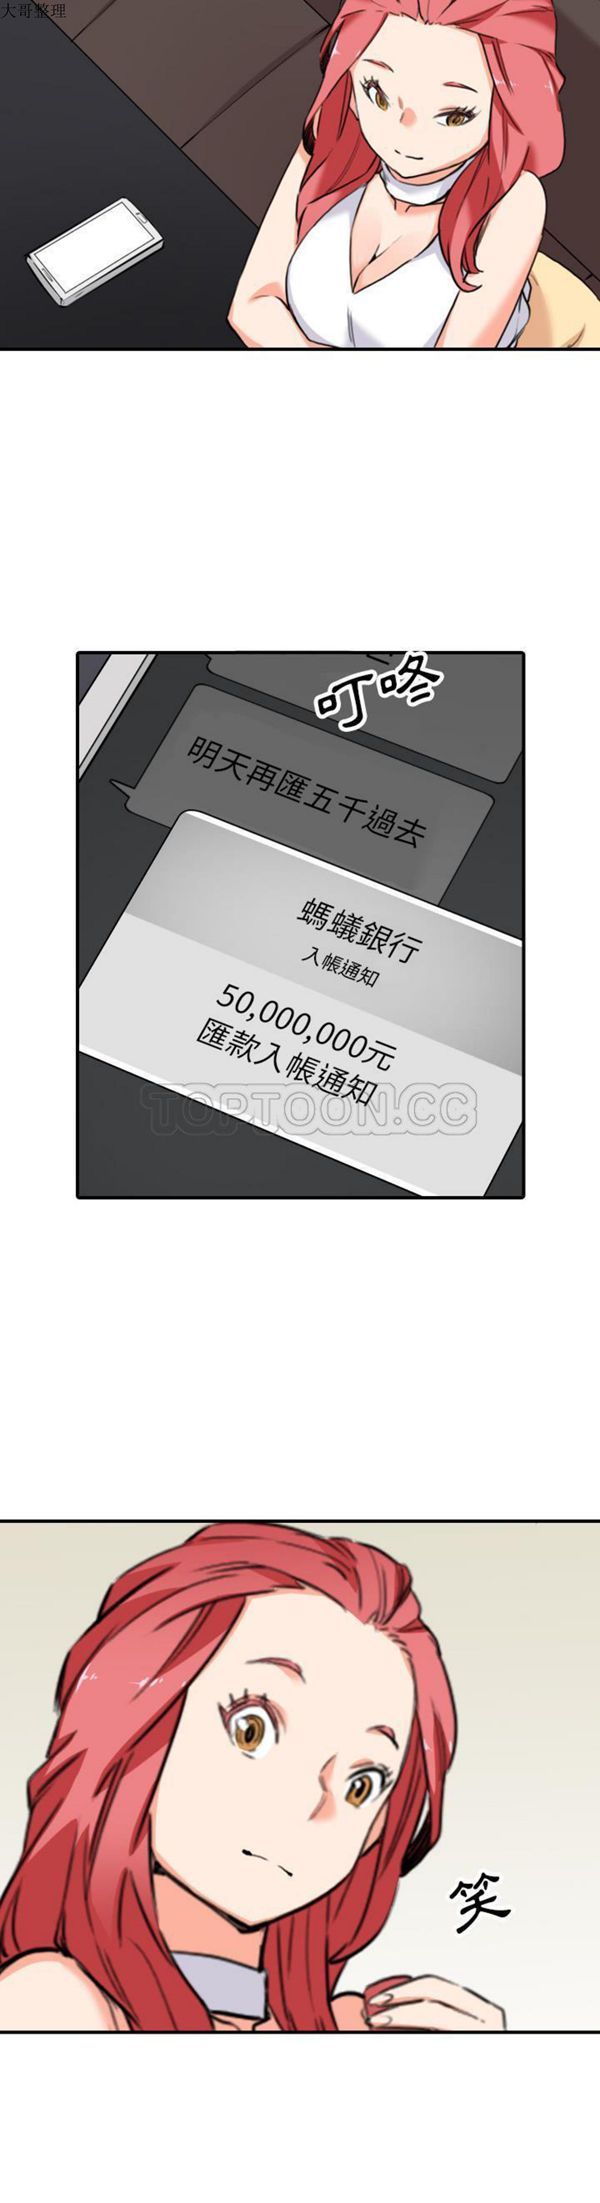 大哥整理
叮咚
明天再匯五千過去
螞蟻銀行
入帳通知
50,000,000元
匯款入帳通知
TOPTOON.CC
笑